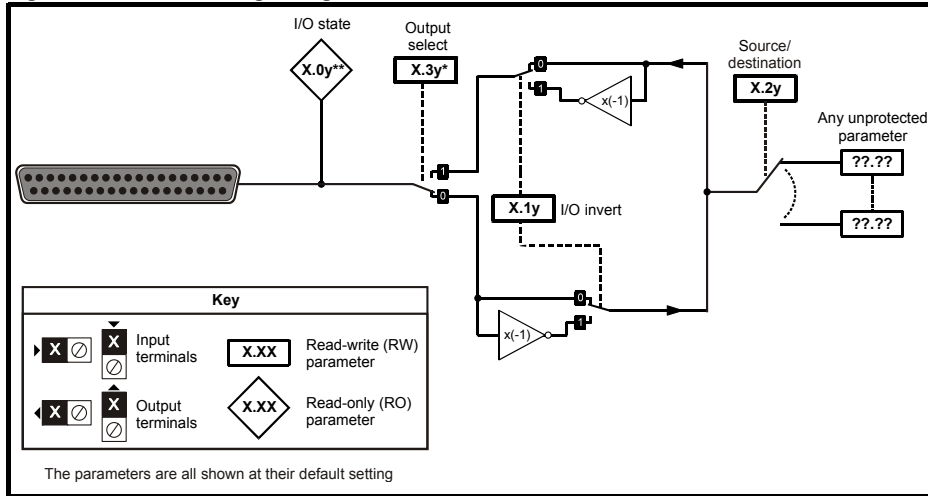 I/O state
X.0y**
Output
select
X.3y*
0
1
x(-1)
Source/
destination
X.2y
Any unprotected
parameter
??.??
??.??
1
0
X.1y
I/O invert
0
1
x(-1)
Key
X
X
Input
terminals
X.XX
Read-write (RW)
parameter
X
X
Output
terminals
X.XX
Read-only (RO)
parameter
The parameters are all shown at their default setting